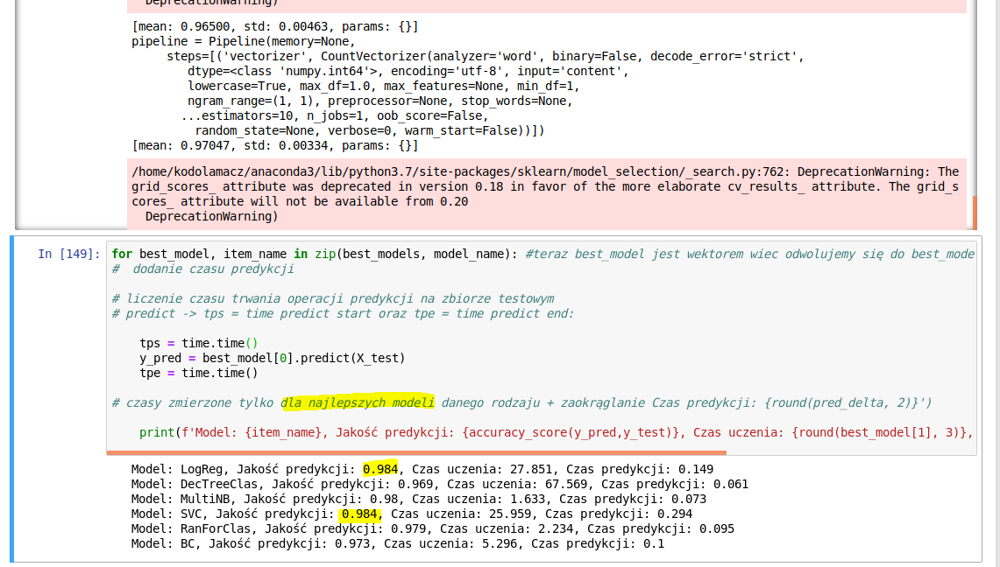 DeprecationWarning)
[mean: 0.96500, std: 0.00463, params: {}]
pipeline = Pipeline(memory=None,
     steps=[('vectorizer', CountVectorizer(analyzer='word', binary=False, decode_error='strict',
        dtype=<class 'numpy.int64'>, encoding='utf-8', input='content',
        lowercase=True, max_df=1.0, max_features=None, min_df=1,
        ngram_range=(1, 1), preprocessor=None, stop_words=None,
       ...estimators=10, n_jobs=1, oob_score=False,
         random_state=None, verbose=0, warm_start=False))])
[mean: 0.97047, std: 0.00334, params: {}]
/home/kodolamacz/anaconda3/lib/python3.7/site-packages/sklearn/model_selection/_search.py:762: DeprecationWarning: The
grid_scores_ attribute was deprecated in version 0.18 in favor of the more elaborate cv_results_ attribute. The grid_s
cores_ attribute will not be available from 0.20
  DeprecationWarning)
In [149]: for best_model, item_name in zip(best_models, model_name): #teraz best_model jest wektorem wiec odwolujemy się do best_mode
#  dodanie czasu predykcji
# liczenie czasu trwania operacji predykcji na zbiorze testowym
# predict -> tps = time predict start oraz tpe = time predict end:
    tps = time.time()
    y_pred = best_model[0].predict(X_test)
    tpe = time.time()
# czasy zmierzone tylko dla najlepszych modeli danego rodzaju + zaokrąglanie Czas predykcji: {round(pred_delta, 2)}')
    print(f'Model: {item_name}, Jakość predykcji: {accuracy_score(y_pred,y_test)}, Czas uczenia: {round(best_model[1], 3)},
Model: LogReg, Jakość predykcji: 0.984, Czas uczenia: 27.851, Czas predykcji: 0.149
Model: DecTreeClas, Jakość predykcji: 0.969, Czas uczenia: 67.569, Czas predykcji: 0.061
Model: MultiNB, Jakość predykcji: 0.98, Czas uczenia: 1.633, Czas predykcji: 0.073
Model: SVC, Jakość predykcji: 0.984, Czas uczenia: 25.959, Czas predykcji: 0.294
Model: RanForClas, Jakość predykcji: 0.979, Czas uczenia: 2.234, Czas predykcji: 0.095
Model: BC, Jakość predykcji: 0.973, Czas uczenia: 5.296, Czas predykcji: 0.1